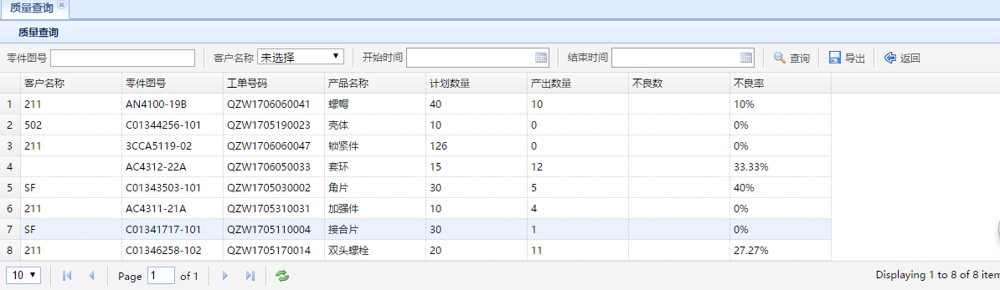 质量查询
质量查询
零件图号 客户名称 未选择 开始时间 结束时间 查询 导出 返回
客户名称 零件图号 工单号码 产品名称 计划数量 产出数量 不良数 不良率
1 211 AN4100-19B QZW1706060041 螺帽 40 10 10%
2 502 C01344256-101 QZW1705190023 壳体 10 0 0%
3 211 3CCA5119-02 QZW1706060047 锁紧件 126 0 0%
4 AC4312-22A QZW1706050033 套环 15 12 33.33%
5 SF C01343503-101 QZW1705030002 角片 30 5 40%
6 211 AC4311-21A QZW1705310031 加强件 10 4 0%
7 SF C01341717-101 QZW1705110004 接合片 30 1 0%
8 211 C01346258-102 QZW1705170014 双头螺栓 20 11 27.27%
10 Page 1 of 1 Displaying 1 to 8 of 8 item